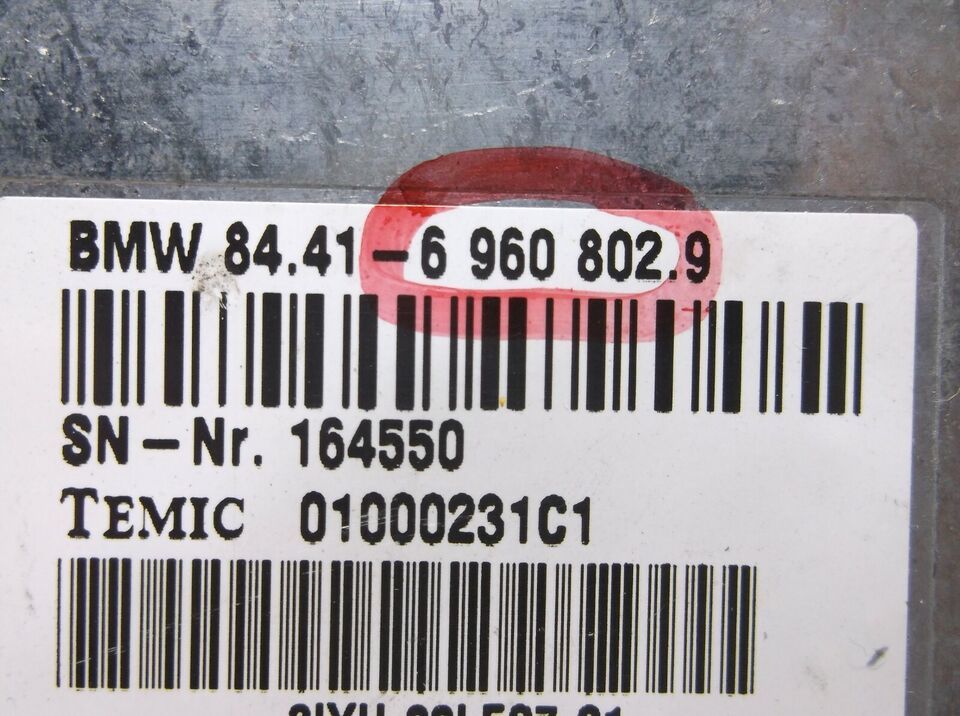 BMW 84.41-6 960 802.9
SN-Nr. 164550
TEMIC 01000231C1